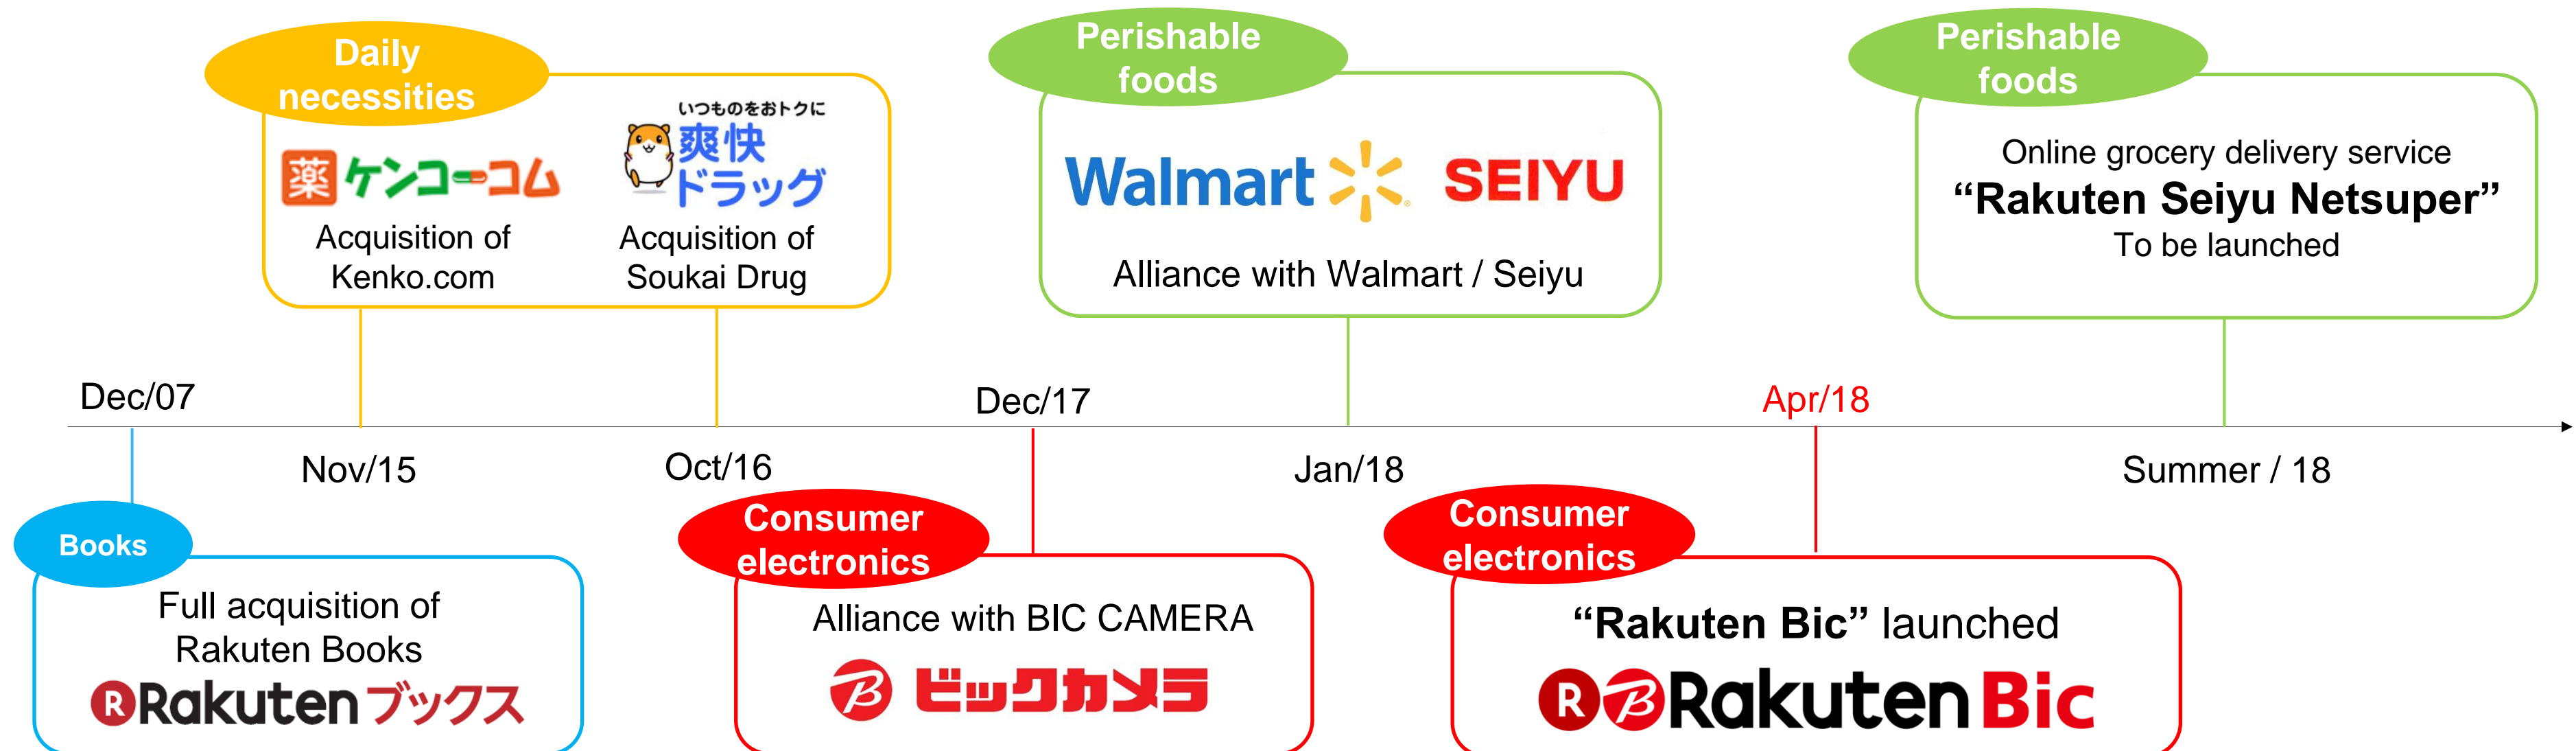 Daily
necessities
薬 ケンコーコム
Acquisition of
Kenko.com
いつものをおトクに
爽快
ドラッグ
Acquisition of
Soukai Drug
Perishable
foods
Walmart SEIYU
Alliance with Walmart / Seiyu
Perishable
foods
Online grocery delivery service
“Rakuten Seiyu Netsuper”
To be launched
Dec/07
Nov/15
Oct/16
Dec/17
Jan/18
Apr/18
Summer / 18
Books
Full acquisition of
Rakuten Books
R Rakuten ブックス
Consumer
electronics
Alliance with BIC CAMERA
B ビックカメラ
Consumer
electronics
“Rakuten Bic” launched
R B Rakuten Bic